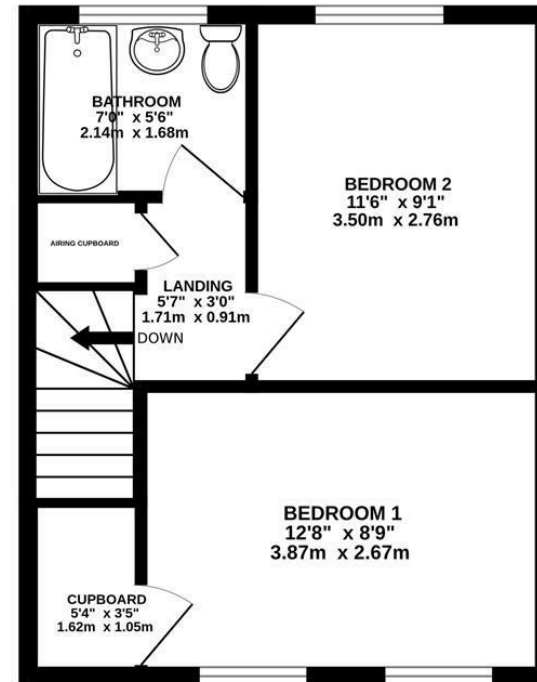 BATHROOM
7'0" x 5'6"
2.14m x 1.68m
BEDROOM 2
11'6" x 9'1"
3.50m x 2.76m
AIRING CUPBOARD
LANDING
5'7" x 3'0"
1.71m x 0.91m
DOWN
BEDROOM 1
12'8" x 8'9"
3.87m x 2.67m
CUPBOARD
5'4" x 3'5"
1.62m x 1.05m